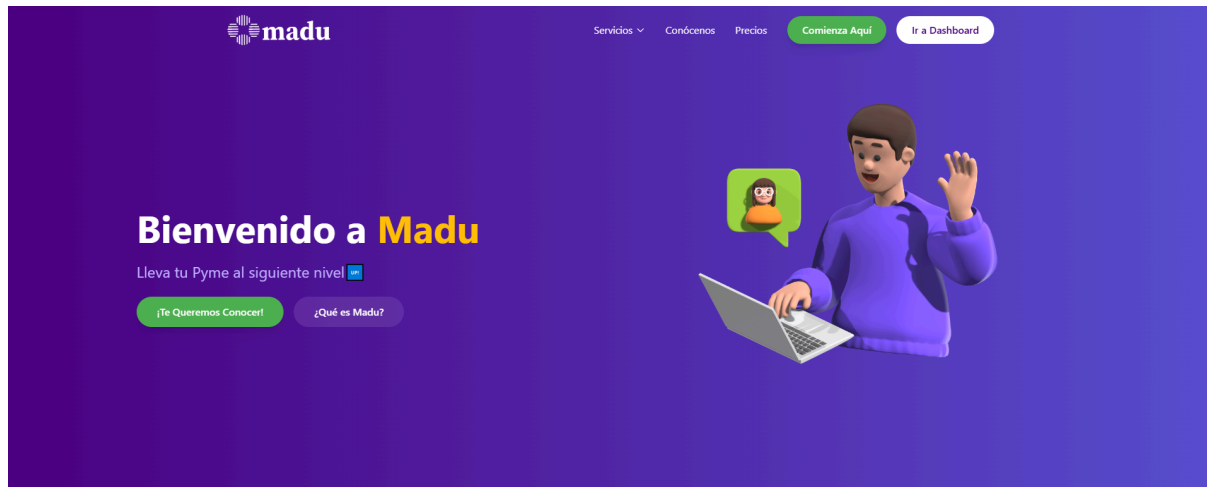 madu
Servicios Conócenos Precios Comienza Aquí Ir a Dashboard
Bienvenido a Madu
Lleva tu Pyme al siguiente nivel UP!
¡Te Queremos Conocer! ¿Qué es Madu?